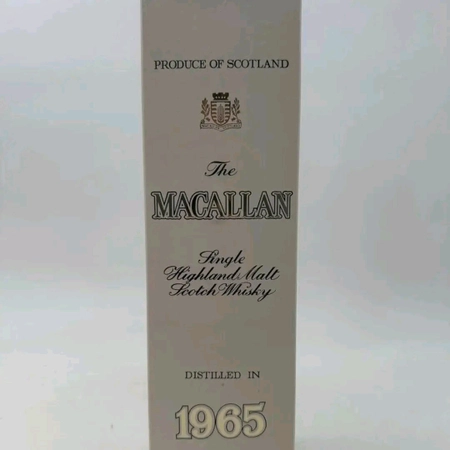 PRODUCE OF SCOTLAND
The
MACALLAN
Single
Highland Malt
Scotch Whisky
DISTILLED IN
1965